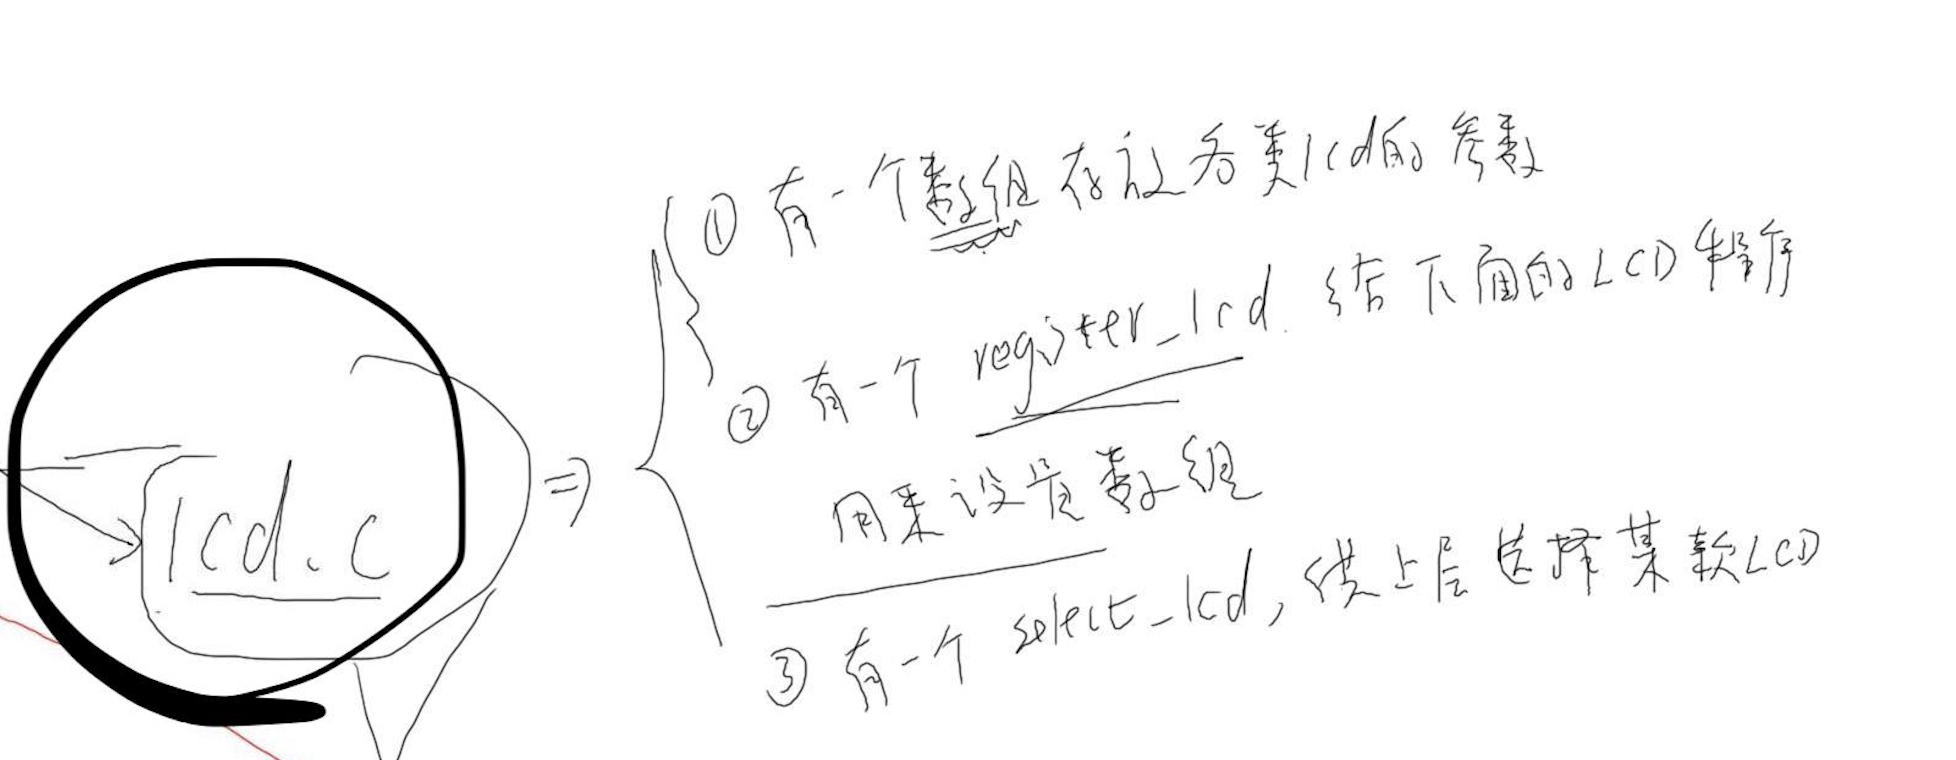 lcd.c
① 有一个数组存放各类lcd的参数
② 有一个 register_lcd. 给下面的LCD程序
用来设置数组
③ 有一个 select_lcd, 供上层选择某款LCD